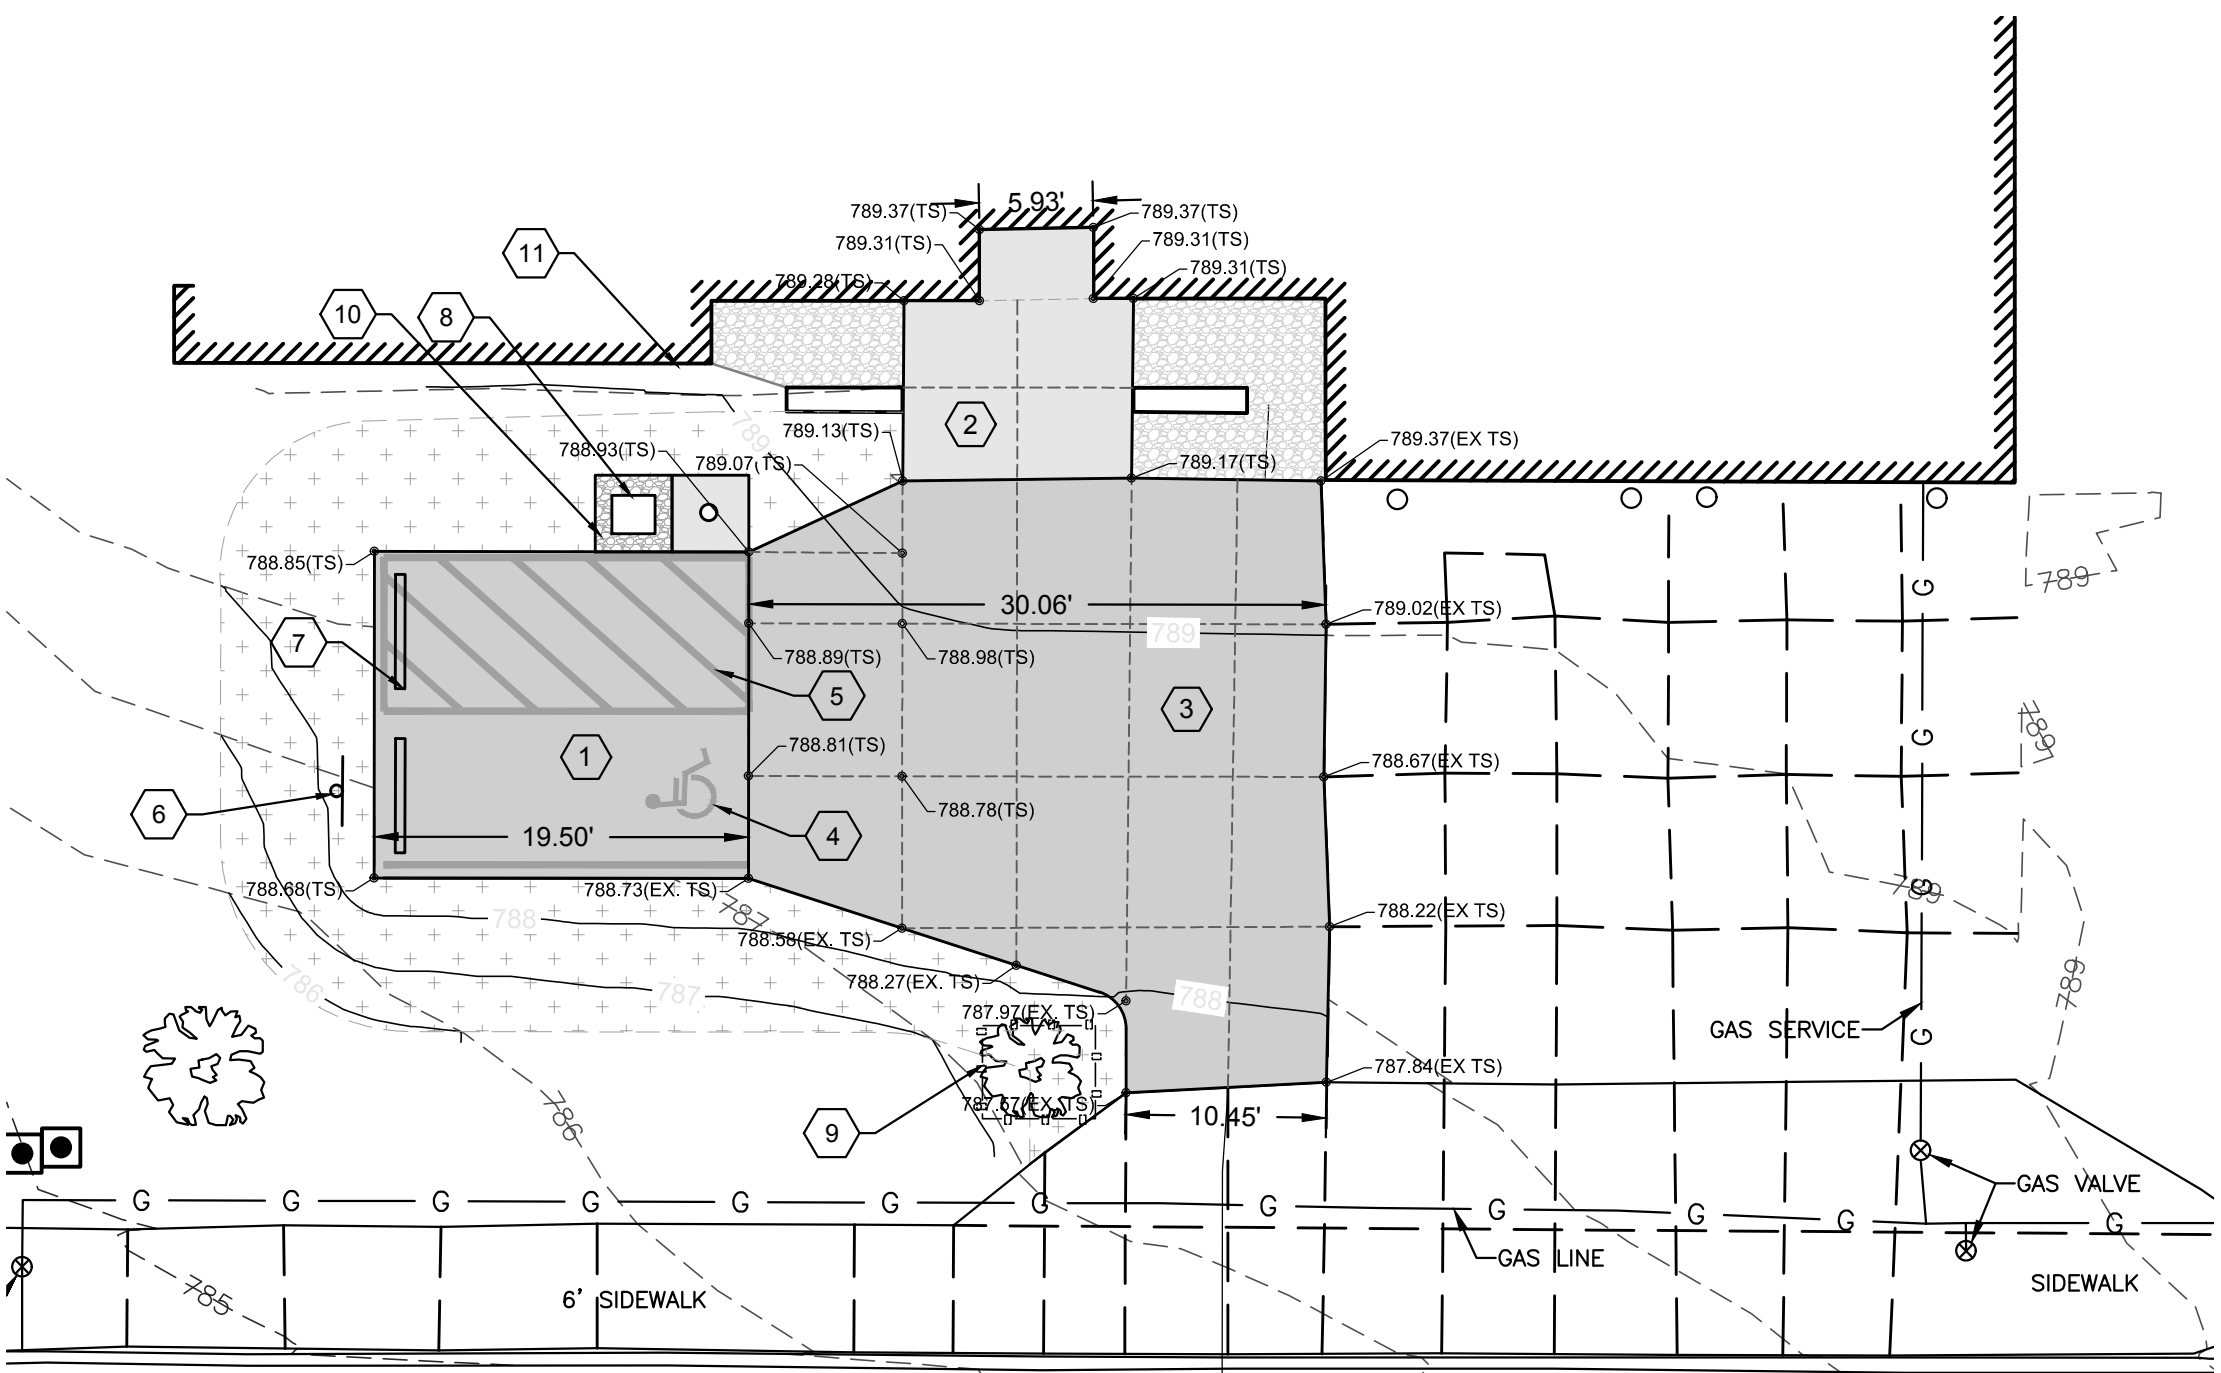 5.93'
789.37(TS)
789.37(TS)
789.31(TS)
789.31(TS)
11
789.28(TS)
789.31(TS)
10
8
2
789
789.13(TS)
789.37(EX TS)
788.93(TS)
789.07(TS)
789.17(TS)
788.85(TS)
789
G
30.06'
789.02(EX TS)
7
789
788.89(TS)
788.98(TS)
5
3
789
G
1
788.81(TS)
788.67(EX TS)
6
788.78(TS)
19.50'
4
788.68(TS)
788.73(EX. TS)
789
G
787
788
788.22(EX TS)
788.58(EX. TS)
786
787
788.27(EX. TS)
788
789
787.97(EX. TS)
GAS SERVICE
G
787.84(EX TS)
786
787.67(EX. TS)
10.45'
9
GAS VALVE
G G G G G G G G G G G G
GAS LINE
785
6' SIDEWALK
SIDEWALK